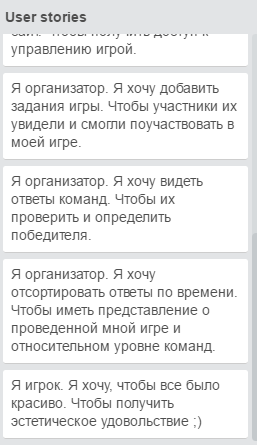 User stories
управлению игрой.
Я организатор. Я хочу добавить
задания игры. Чтобы участники их
увидели и смогли поучаствовать в
моей игре.
Я организатор. Я хочу видеть
ответы команд. Чтобы их
проверить и определить
победителя.
Я организатор. Я хочу
отсортировать ответы по времени.
Чтобы иметь представление о
проведенной мной игре и
относительном уровне команд.
Я игрок. Я хочу, чтобы все было
красиво. Чтобы получить
эстетическое удовольствие ;)